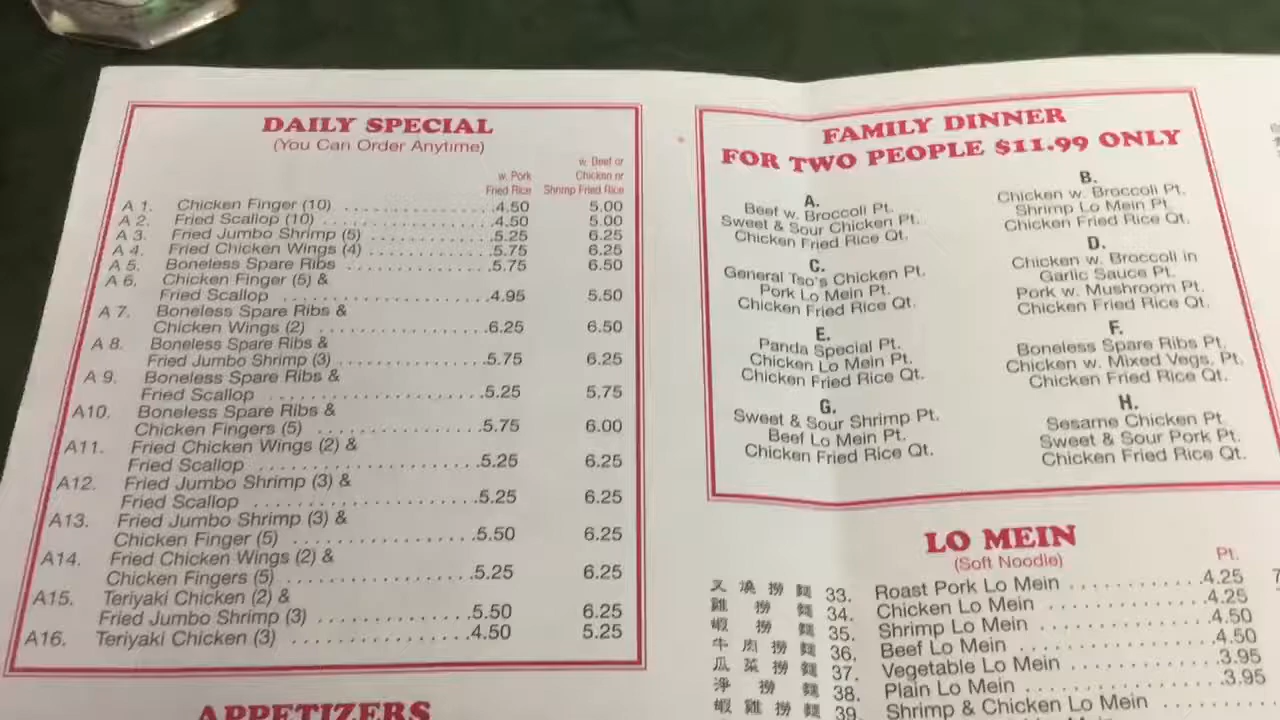 DAILY SPECIAL
(You Can Order Anytime)
w. Pork Fried Rice
w. Beef or Chicken or Shrimp Fried Rice
A 1. Chicken Finger (10) 4.50 5.00
A 2. Fried Scallop (10) 4.50 5.00
A 3. Fried Jumbo Shrimp (5) 5.25 6.25
A 4. Fried Chicken Wings (4) 5.75 6.25
A 5. Boneless Spare Ribs 5.75 6.50
A 6. Chicken Finger (5) &
Fried Scallop 4.95 5.50
A 7. Boneless Spare Ribs &
Chicken Wings (2) 6.25 6.50
A 8. Boneless Spare Ribs &
Fried Jumbo Shrimp (3) 5.75 6.25
A 9. Boneless Spare Ribs &
Fried Scallop 5.25 5.75
A10. Boneless Spare Ribs &
Chicken Fingers (5) 5.75 6.00
A11. Fried Chicken Wings (2) &
Fried Scallop 5.25 6.25
A12. Fried Jumbo Shrimp (3) &
Fried Scallop 5.25 6.25
A13. Fried Jumbo Shrimp (3) &
Chicken Finger (5) 5.50 6.25
A14. Fried Chicken Wings (2) &
Chicken Fingers (5) 5.25 6.25
A15. Teriyaki Chicken (2) &
Fried Jumbo Shrimp (3) 5.50 6.25
A16. Teriyaki Chicken (3) 4.50 5.25
APPETIZERS
FAMILY DINNER
FOR TWO PEOPLE $11.99 ONLY
A.
Beef w. Broccoli Pt.
Sweet & Sour Chicken Pt.
Chicken Fried Rice Qt.
B.
Chicken w. Broccoli Pt.
Shrimp Lo Mein Pt.
Chicken Fried Rice Qt.
C.
General Tso's Chicken Pt.
Pork Lo Mein Pt.
Chicken Fried Rice Qt.
D.
Chicken w. Broccoli in
Garlic Sauce Pt.
Pork w. Mushroom Pt.
Chicken Fried Rice Qt.
E.
Panda Special Pt.
Chicken Lo Mein Pt.
Chicken Fried Rice Qt.
F.
Boneless Spare Ribs Pt.
Chicken w. Mixed Vegs. Pt.
Chicken Fried Rice Qt.
G.
Sweet & Sour Shrimp Pt.
Beef Lo Mein Pt.
Chicken Fried Rice Qt.
H.
Sesame Chicken Pt.
Sweet & Sour Pork Pt.
Chicken Fried Rice Qt.
LO MEIN
(Soft Noodle)
Pt.
叉燒撈麵 33. Roast Pork Lo Mein 4.25 7
雞撈麵 34. Chicken Lo Mein 4.25
蝦撈麵 35. Shrimp Lo Mein 4.50
牛肉撈麵 36. Beef Lo Mein 4.50
瓜菜撈麵 37. Vegetable Lo Mein 3.95
淨撈麵 38. Plain Lo Mein 3.95
蝦雞撈麵 39. Shrimp & Chicken Lo Mein